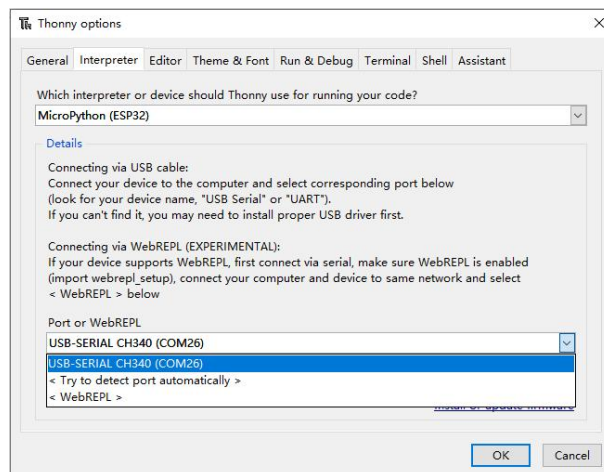 Thonny options
General Interpreter Editor Theme & Font Run & Debug Terminal Shell Assistant
Which interpreter or device should Thonny use for running your code?
MicroPython (ESP32)
Details
Connecting via USB cable:
Connect your device to the computer and select corresponding port below
(look for your device name, "USB Serial" or "UART").
If you can't find it, you may need to install proper USB driver first.
Connecting via WebREPL (EXPERIMENTAL):
If your device supports WebREPL, first connect via serial, make sure WebREPL is enabled
(import webrepl_setup), connect your computer and device to same network and select
< WebREPL > below
Port or WebREPL
USB-SERIAL CH340 (COM26)
USB-SERIAL CH340 (COM26)
< Try to detect port automatically >
< WebREPL >
Install or update firmware
OK Cancel